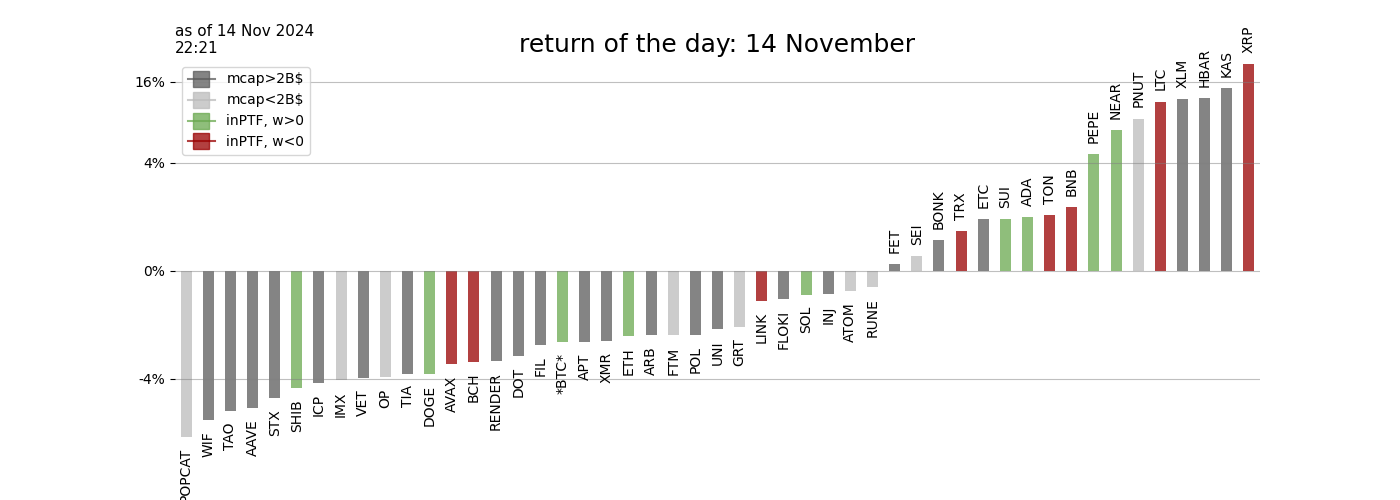 as of 14 Nov 2024
22:21
return of the day: 14 November
mcap>2B$
mcap<2B$
inPTF, w>0
inPTF, w<0
16%
4%
0%
-4%
POPCAT
WIF
TAO
AAVE
STX
SHIB
ICP
IMX
VET
OP
TIA
DOGE
AVAX
BCH
RENDER
DOT
FIL
*BTC*
APT
XMR
ETH
ARB
FTM
POL
UNI
GRT
LINK
FLOKI
SOL
INJ
ATOM
RUNE
FET
SEI
BONK
TRX
ETC
SUI
ADA
TON
BNB
PEPE
NEAR
PNUT
LTC
XLM
HBAR
KAS
XRP